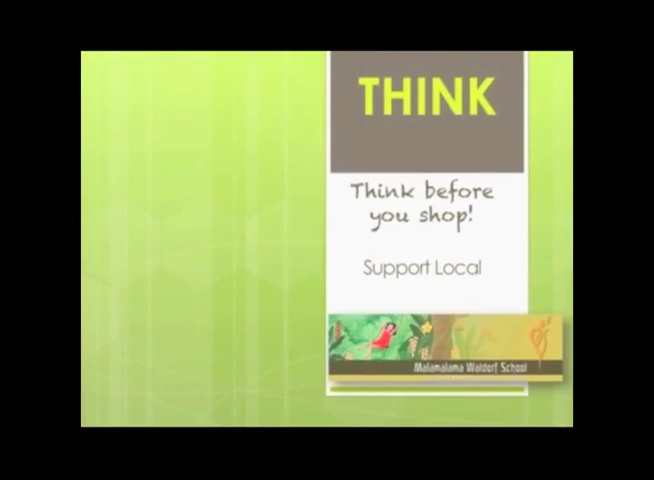 THINK
Think before
you shop!
Support Local
Malamalama Waldorf School